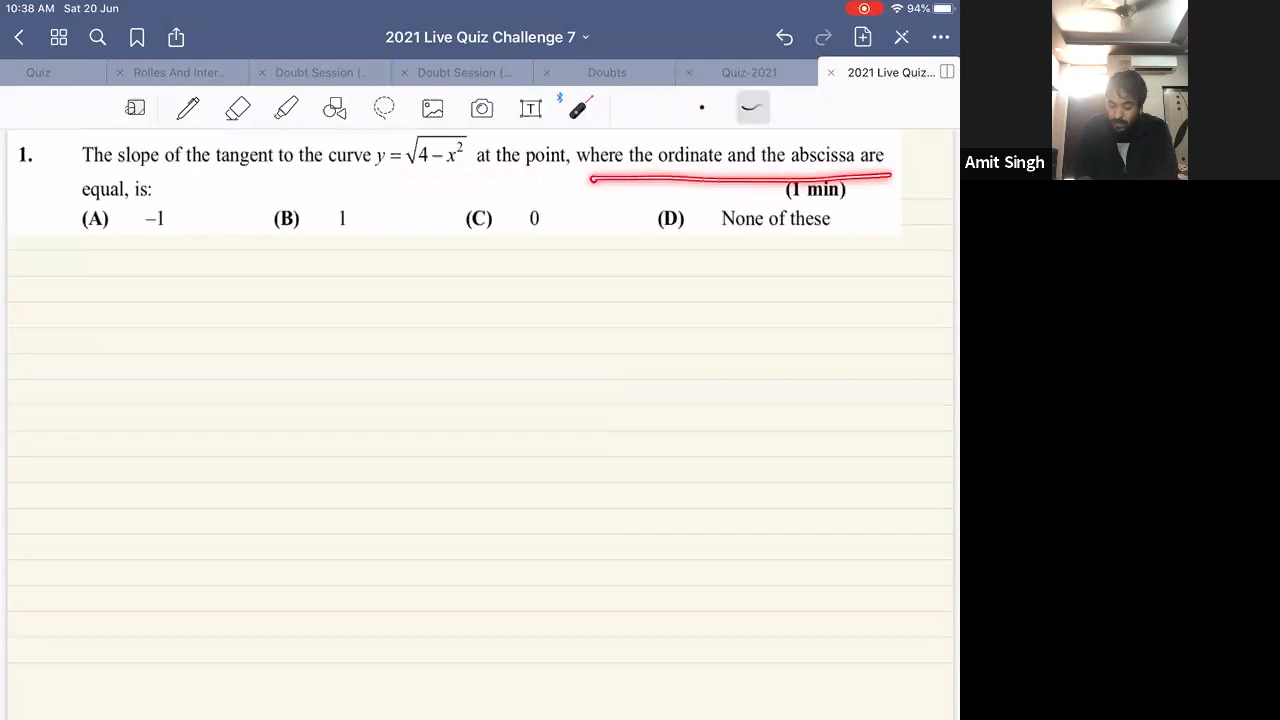 10:38 AM Sat 20 Jun
94%
2021 Live Quiz Challenge 7
Quiz
Rolles And Inter...
Doubt Session (
Doubt Session (...
Doubts
Quiz-2021
2021 Live Quiz...
T
1. The slope of the tangent to the curve y = √(4 – x²) at the point, where the ordinate and the abscissa are
equal, is: (1 min)
(A) –1 (B) 1 (C) 0 (D) None of these
Amit Singh